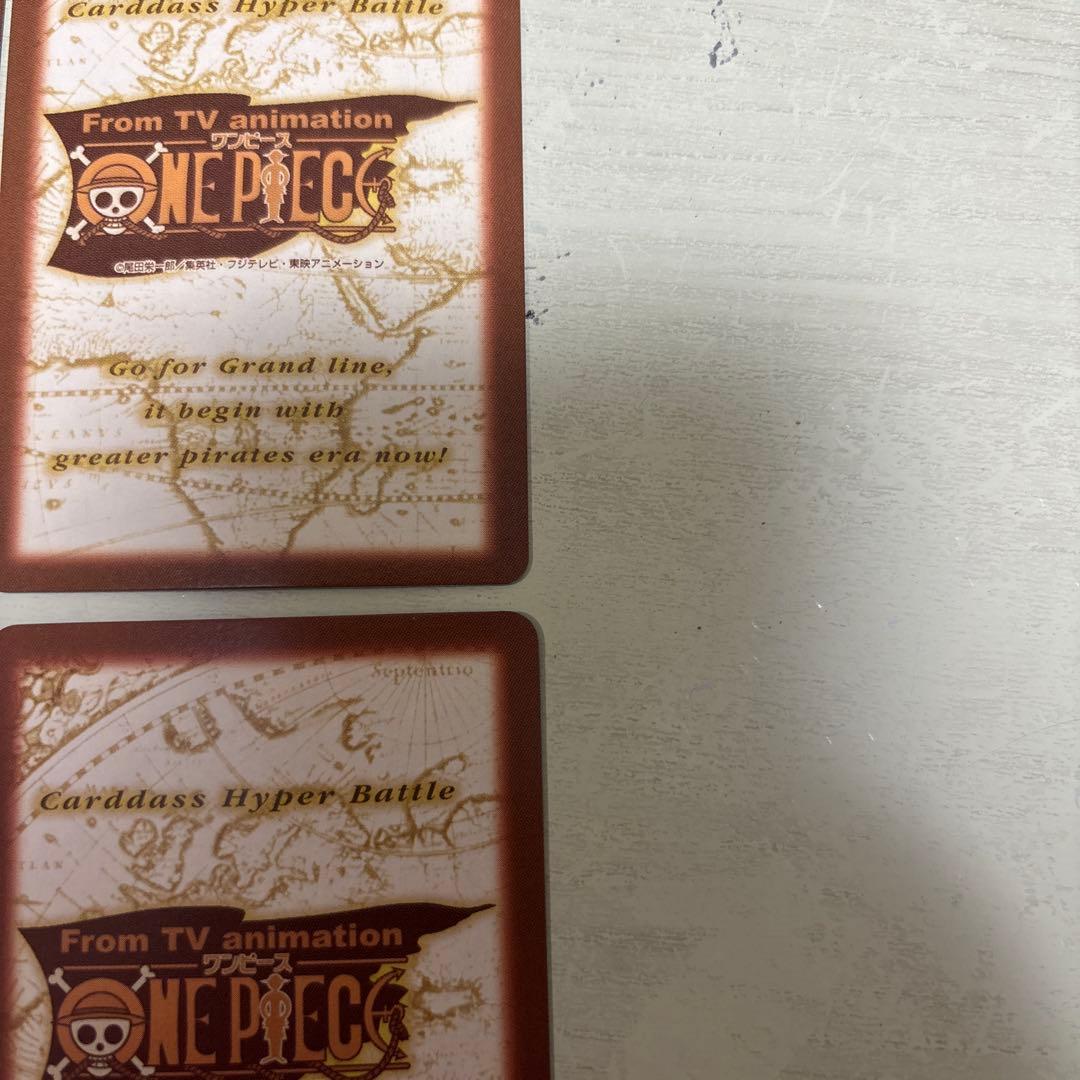 Carddass Hyper Battle
TLAN
From TV animation
ワンピース
ONE PIECE
©尾田栄一郎／集英社・フジテレビ・東映アニメーション
Go for Grand line,
it begin with
KEAKYS
greater pirates era now!
Septentrio
Carddass Hyper Battle
TLAN
From TV animation
ワンピース
ONE PIECE